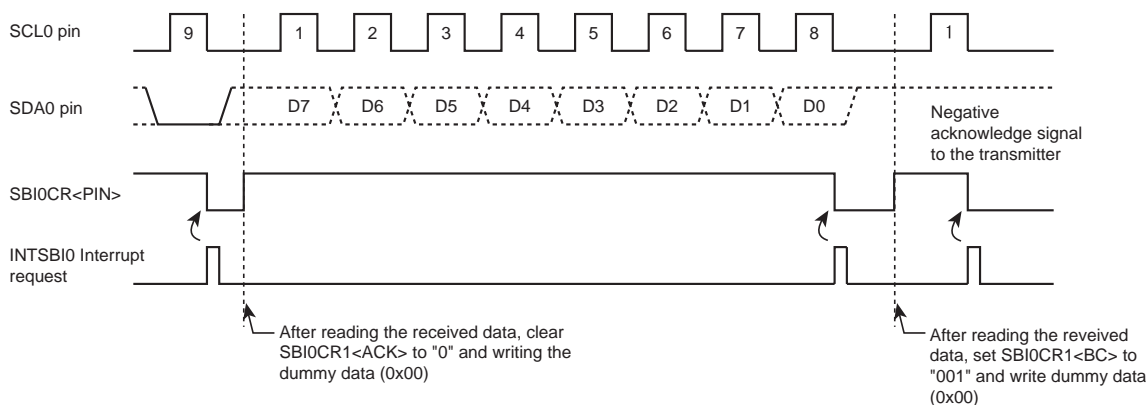 SCL0 pin
9 1 2 3 4 5 6 7 8 1
SDA0 pin
D7 D6 D5 D4 D3 D2 D1 D0
Negative
acknowledge signal
to the transmitter
SBI0CR<PIN>
INTSBI0 Interrupt
request
After reading the received data, clear
SBI0CR1<ACK> to "0" and writing the
dummy data (0x00)
After reading the reveived
data, set SBI0CR1<BC> to
"001" and write dummy data
(0x00)